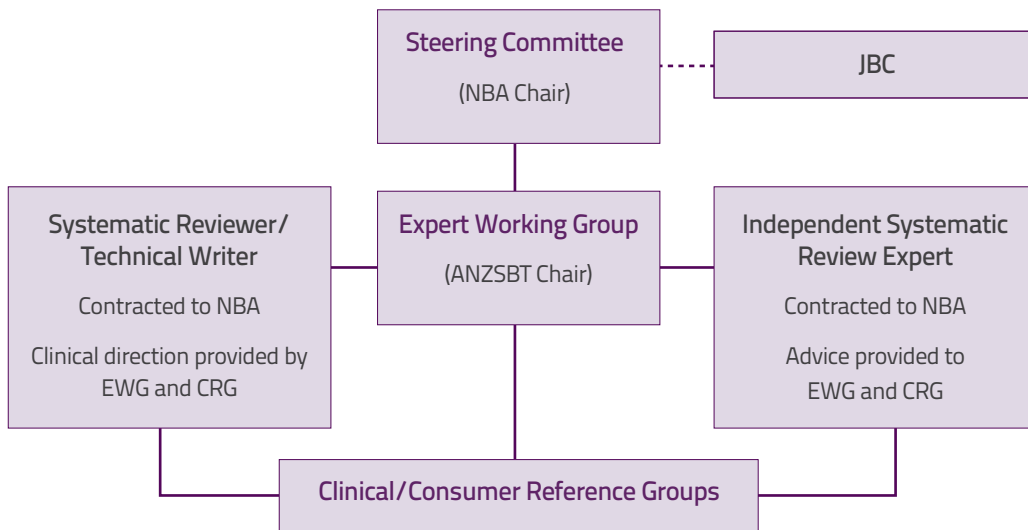 Steering Committee
(NBA Chair)
JBC
Systematic Reviewer/
Technical Writer
Contracted to NBA
Clinical direction provided by
EWG and CRG
Expert Working Group
(ANZSBT Chair)
Independent Systematic
Review Expert
Contracted to NBA
Advice provided to
EWG and CRG
Clinical/Consumer Reference Groups